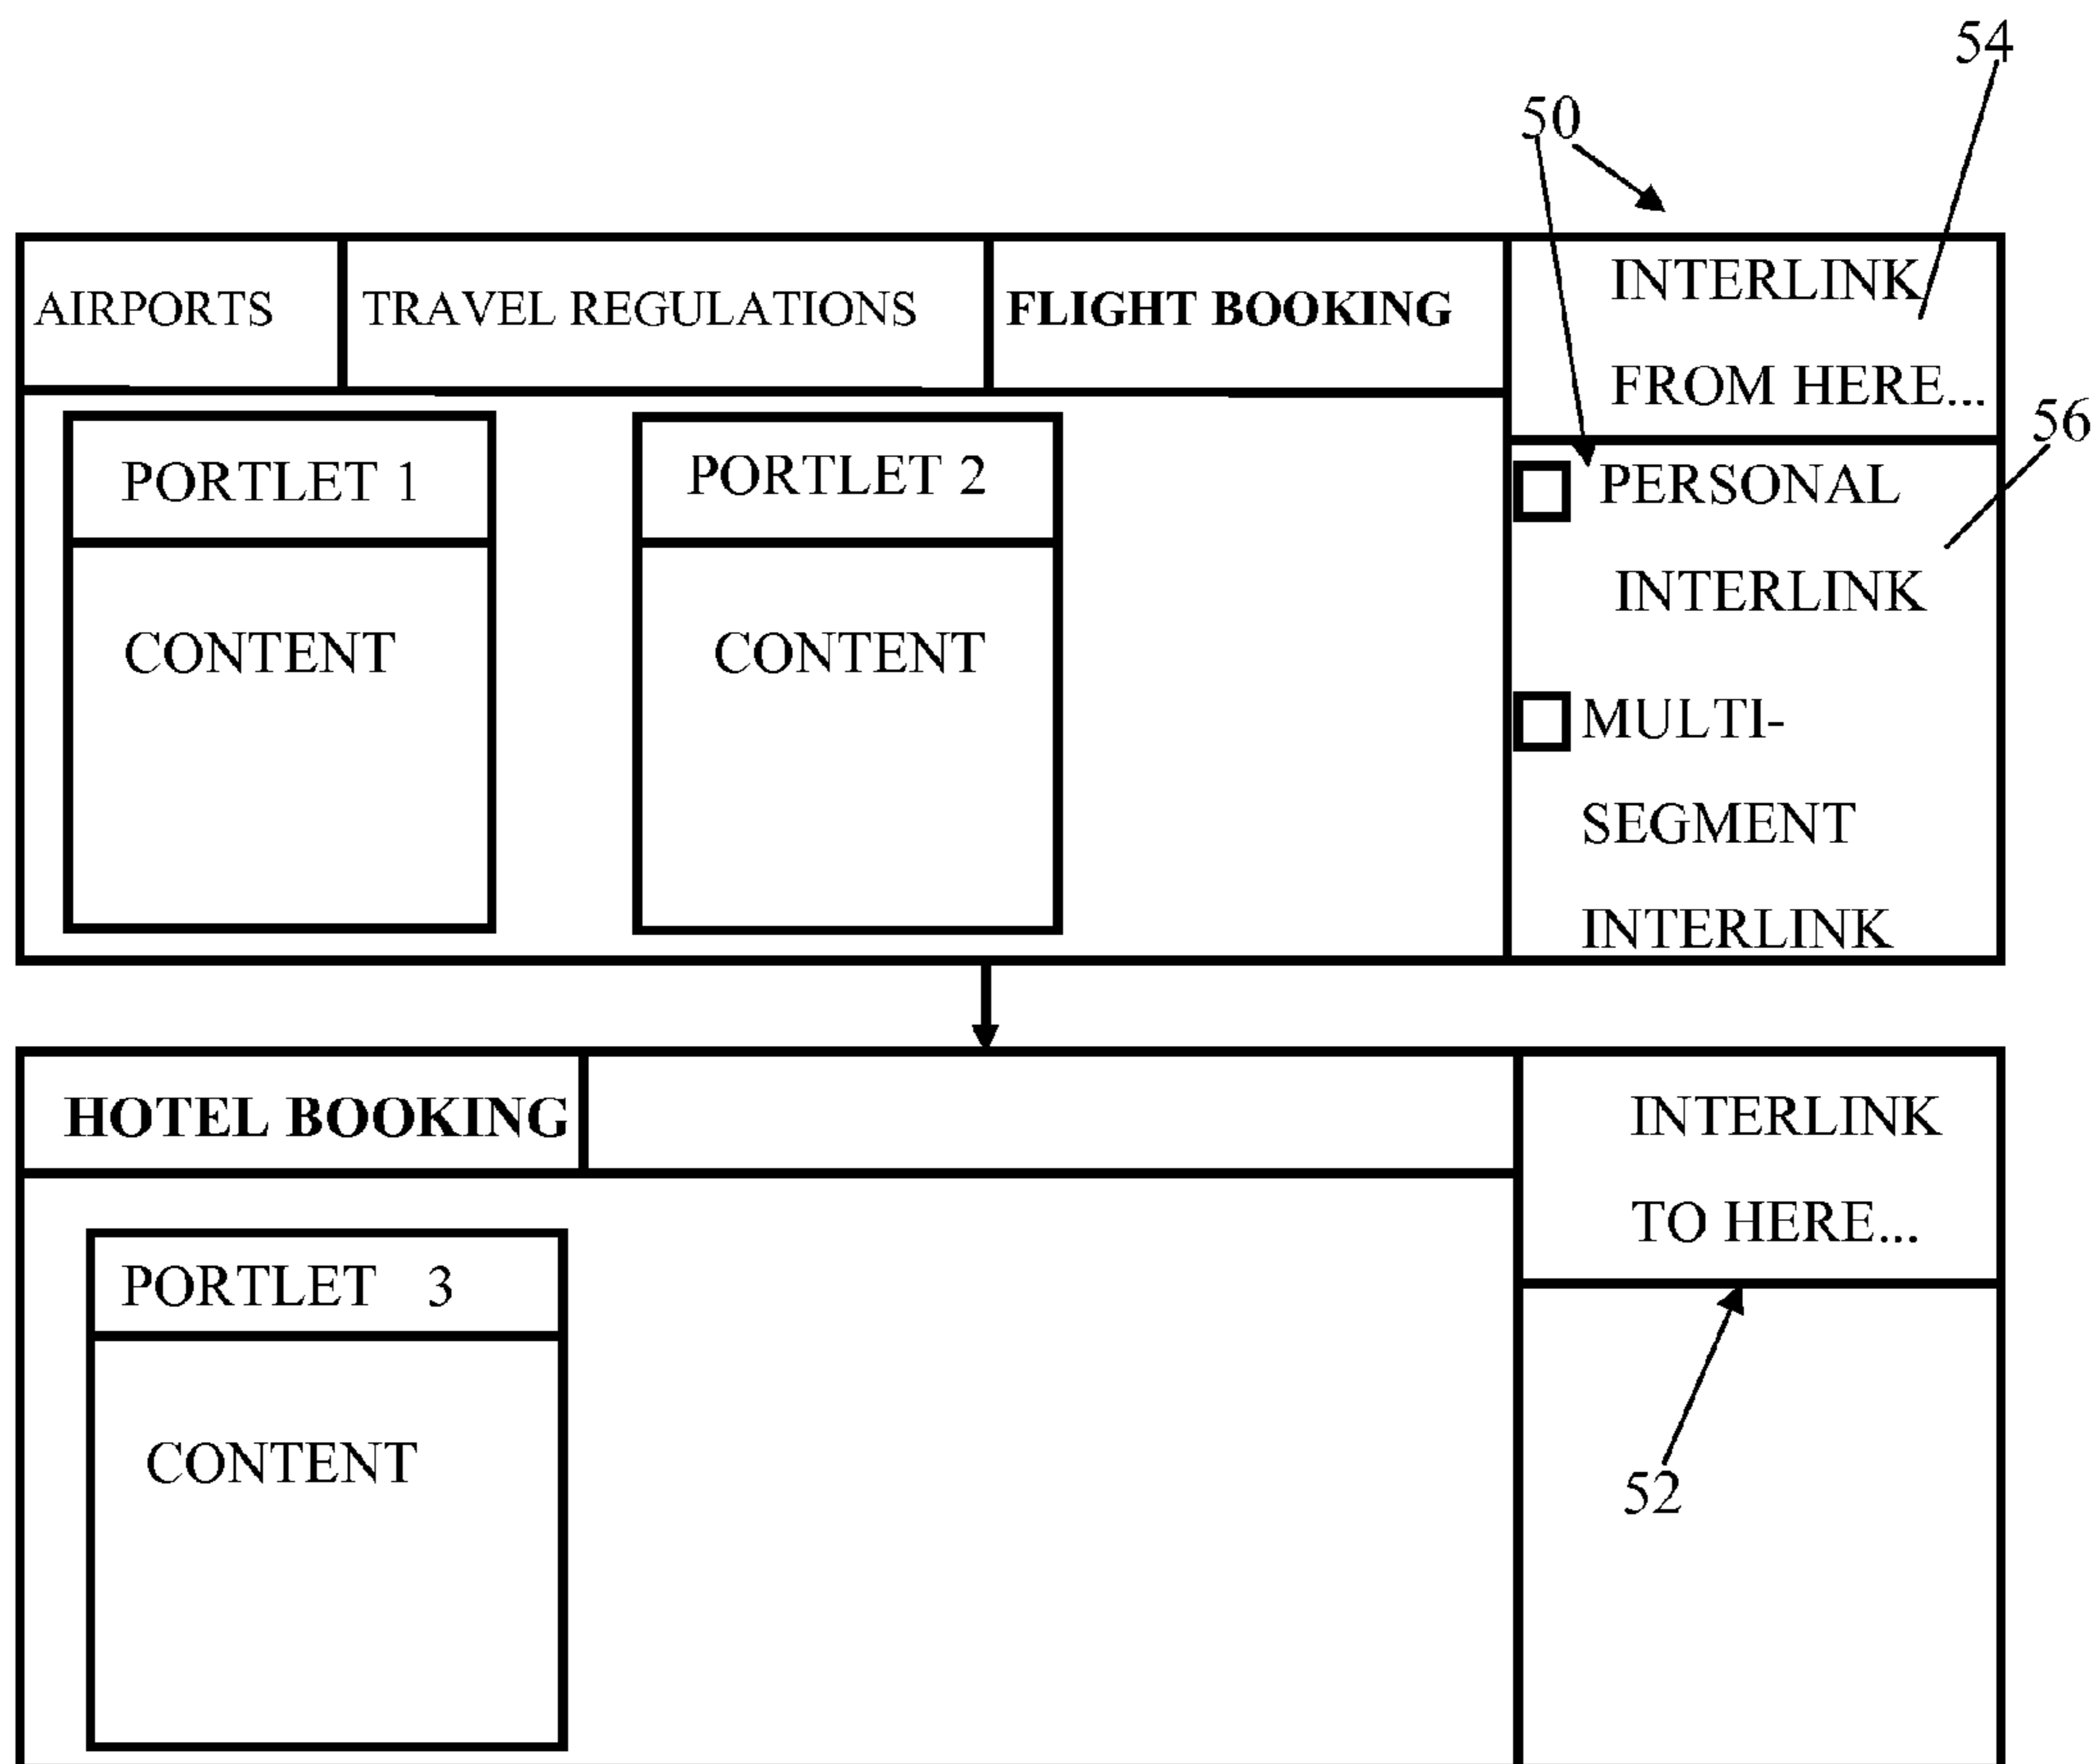 54
50
AIRPORTS
TRAVEL REGULATIONS
FLIGHT BOOKING
INTERLINK
FROM HERE...
56
PORTLET 1
CONTENT
PORTLET 2
CONTENT
PERSONAL
INTERLINK
MULTI-
SEGMENT
INTERLINK
HOTEL BOOKING
INTERLINK
TO HERE...
PORTLET 3
CONTENT
52